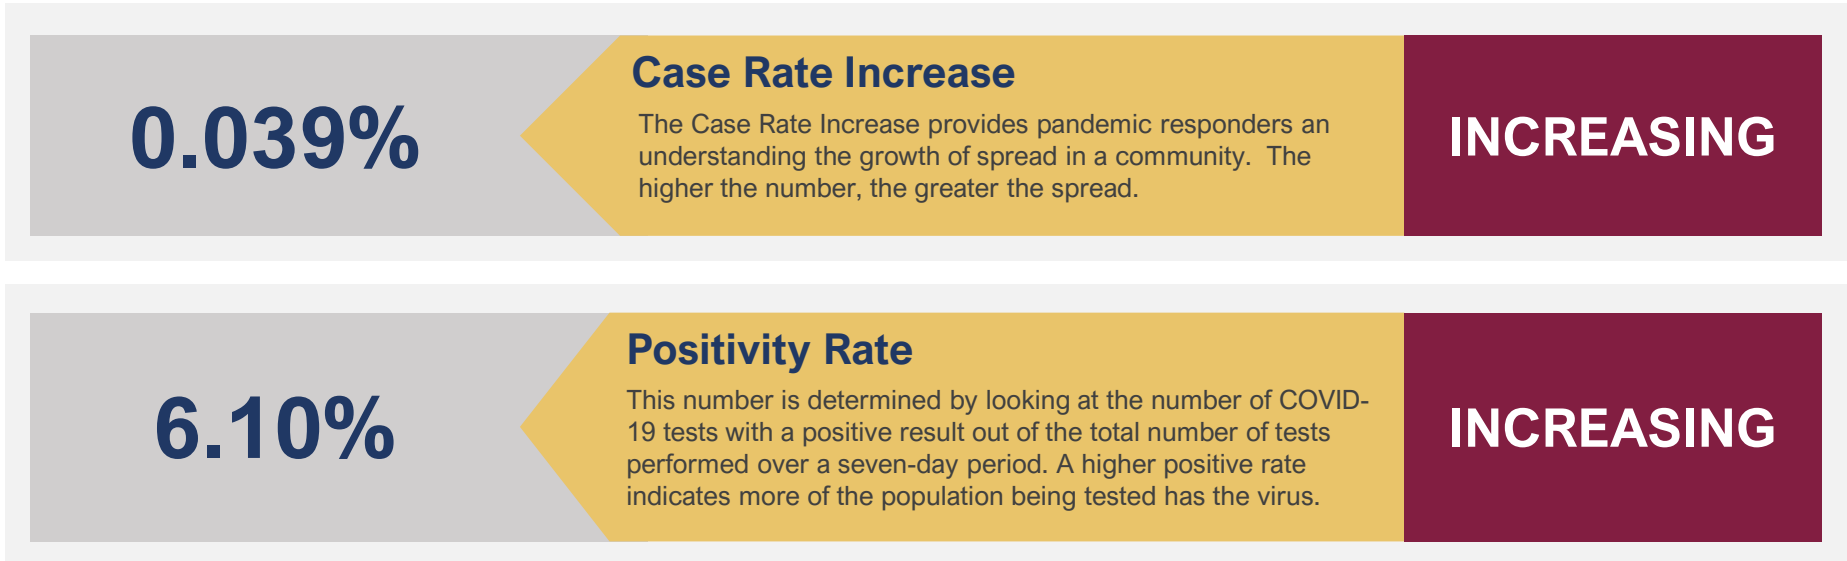 0.039%
Case Rate Increase
The Case Rate Increase provides pandemic responders an
understanding the growth of spread in a community.  The
higher the number, the greater the spread.
INCREASING
6.10%
Positivity Rate
This number is determined by looking at the number of COVID-
19 tests with a positive result out of the total number of tests
performed over a seven-day period. A higher positive rate
indicates more of the population being tested has the virus.
INCREASING